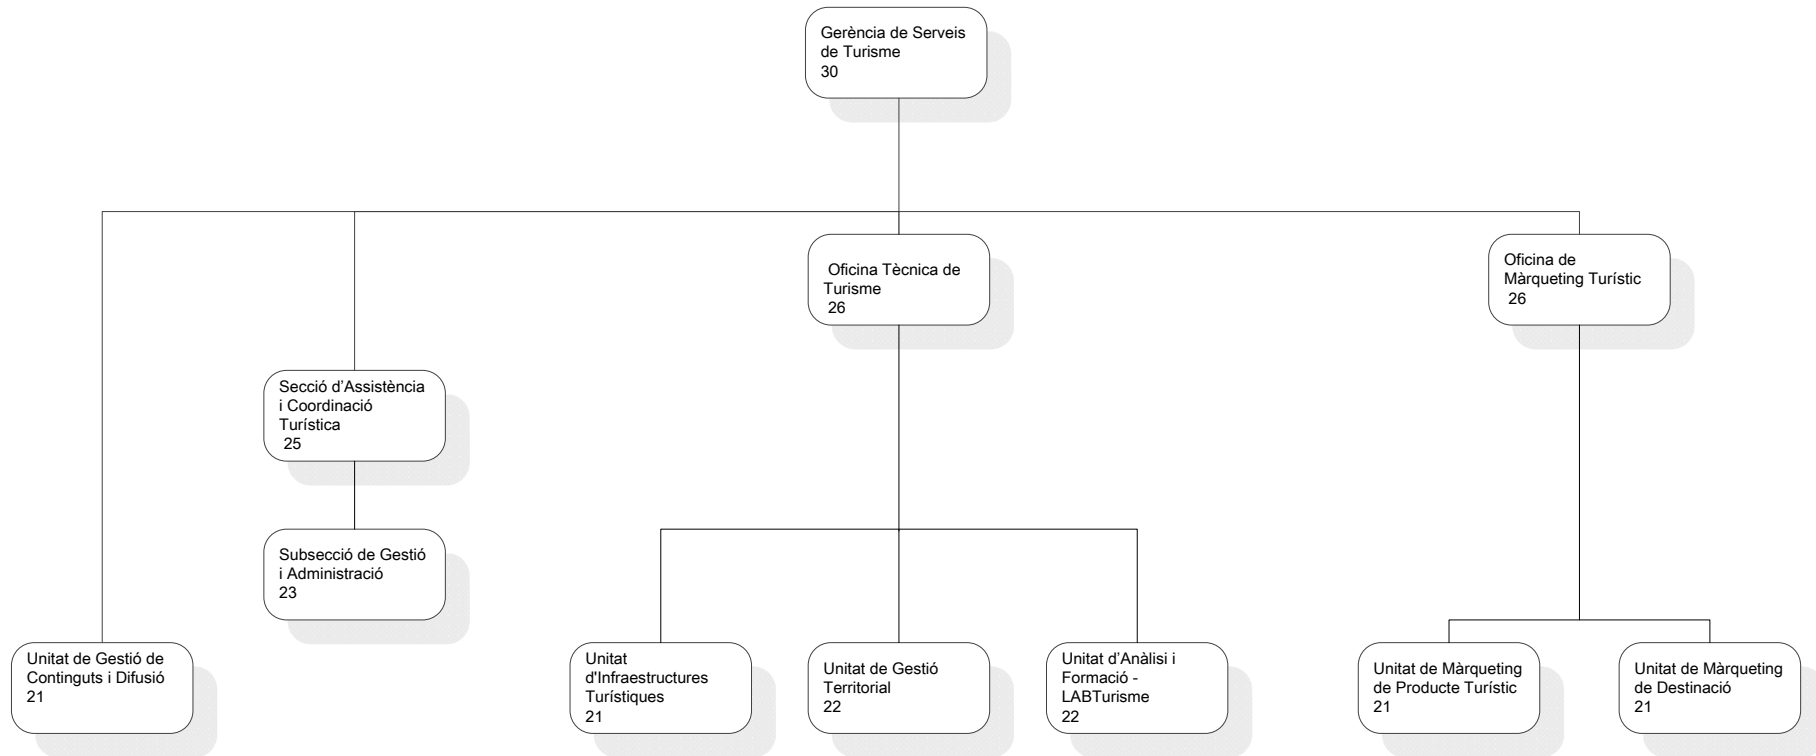 Gerència de Serveis
de Turisme
30
Oficina Tècnica de
Turisme
26
Oficina de
Màrqueting Turístic
26
Secció d’Assistència
i Coordinació
Turística
25
Subsecció de Gestió
i Administració
23
Unitat de Gestió de
Continguts i Difusió
21
Unitat
d'Infraestructures
Turístiques
21
Unitat de Gestió
Territorial
22
Unitat d’Anàlisi i
Formació -
LABTurisme
22
Unitat de Màrqueting
de Producte Turístic
21
Unitat de Màrqueting
de Destinació
21